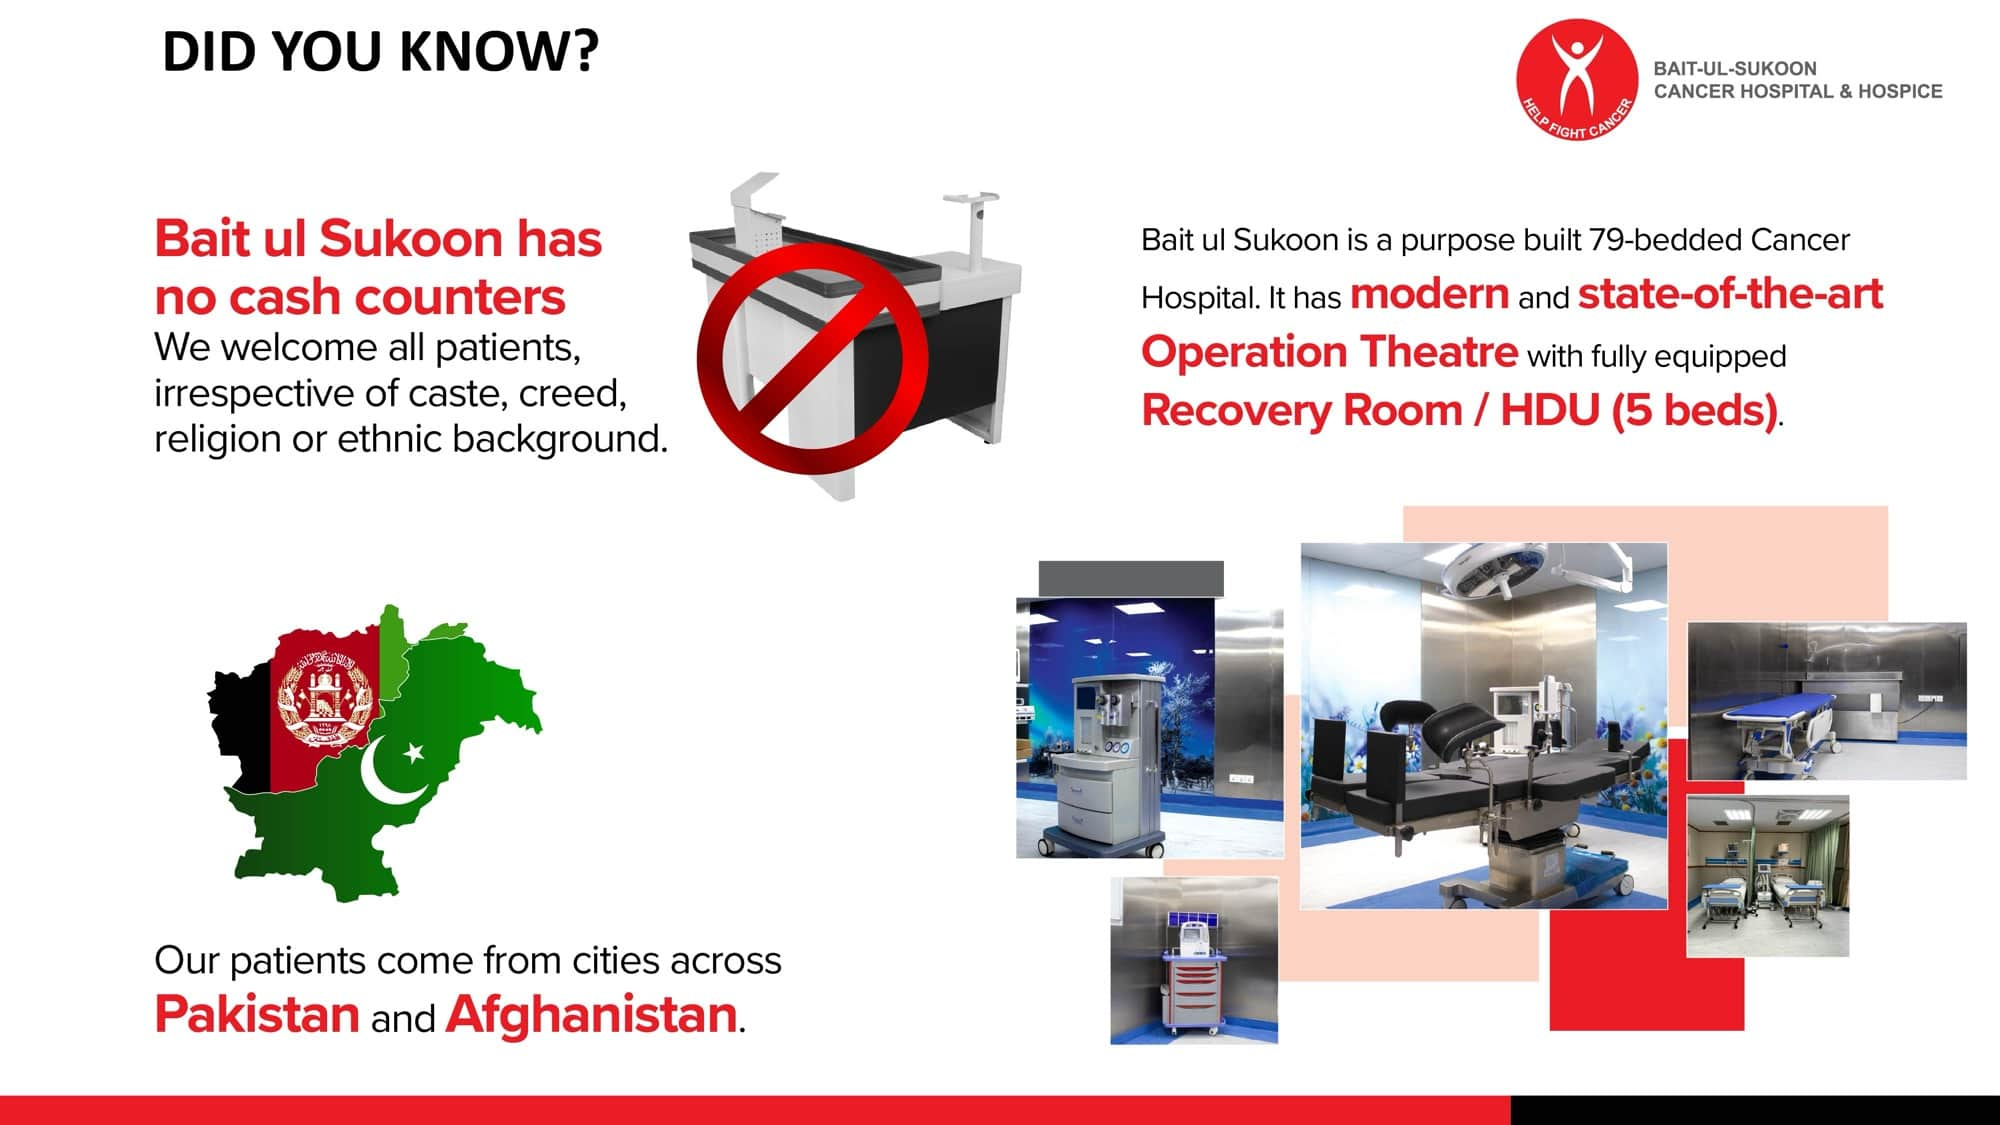 DID YOU KNOW?
HELP FIGHT CANCER
BAIT-UL-SUKOON
CANCER HOSPITAL & HOSPICE
Bait ul Sukoon has
no cash counters
We welcome all patients,
irrespective of caste, creed,
religion or ethnic background.
Bait ul Sukoon is a purpose built 79-bedded Cancer
Hospital. It has modern and state-of-the-art
Operation Theatre with fully equipped
Recovery Room / HDU (5 beds).
Our patients come from cities across
Pakistan and Afghanistan.